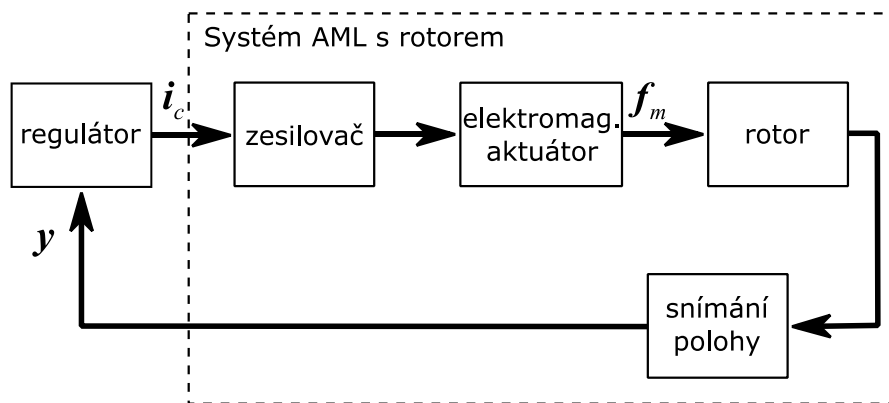 Systém AML s rotorem
regulátor
i_c
zesilovač
elektromag.
aktuátor
f_m
rotor
y
snímání
polohy